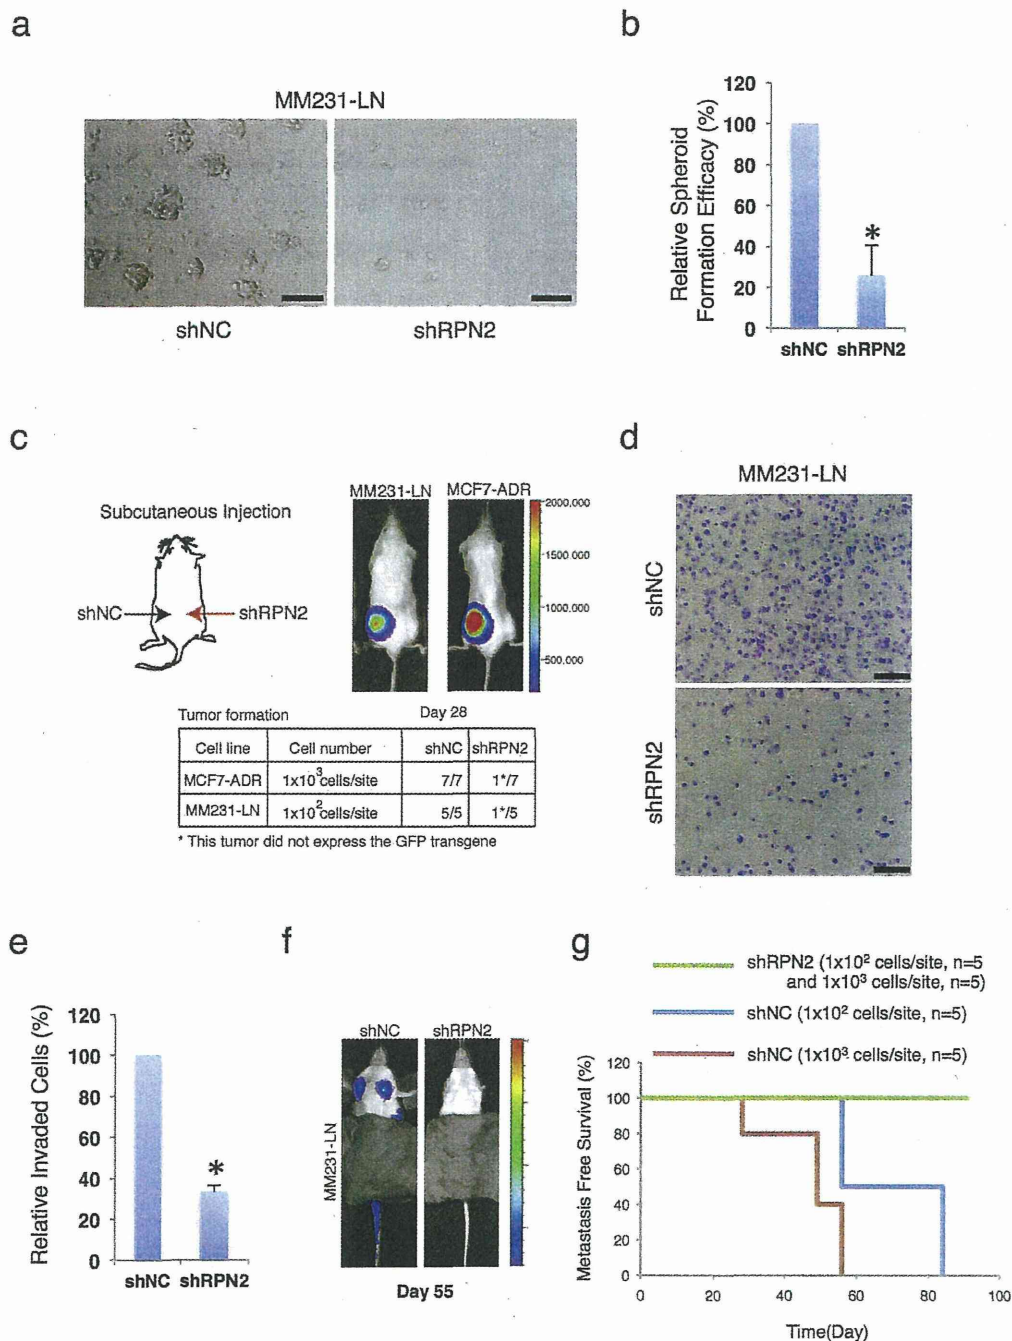 a
MM231-LN
shNC
shRPN2
b
Relative Spheroid
Formation Efficacy (%)
120
100
80
60
40
20
0
*
shNC shRPN2
c
Subcutaneous Injection
shNC
shRPN2
MM231-LN
MCF7-ADR
2000.000
1500.000
1000.000
500.000
Tumor formation
Day 28
Cell line Cell number shNC shRPN2
MCF7-ADR 1x10³cells/site 7/7 1*/7
MM231-LN 1x10²cells/site 5/5 1*/5
* This tumor did not express the GFP transgene
d
MM231-LN
shNC
shRPN2
e
Relative Invaded Cells (%)
120
100
80
60
40
20
0
*
shNC shRPN2
f
shNC shRPN2
MM231-LN
Day 55
g
shRPN2 (1x10² cells/site, n=5
and 1x10³ cells/site, n=5)
shNC (1x10² cells/site, n=5)
shNC (1x10³ cells/site, n=5)
Metastasis Free Survival (%)
120
100
80
60
40
20
0
0 20 40 60 80 100
Time(Day)